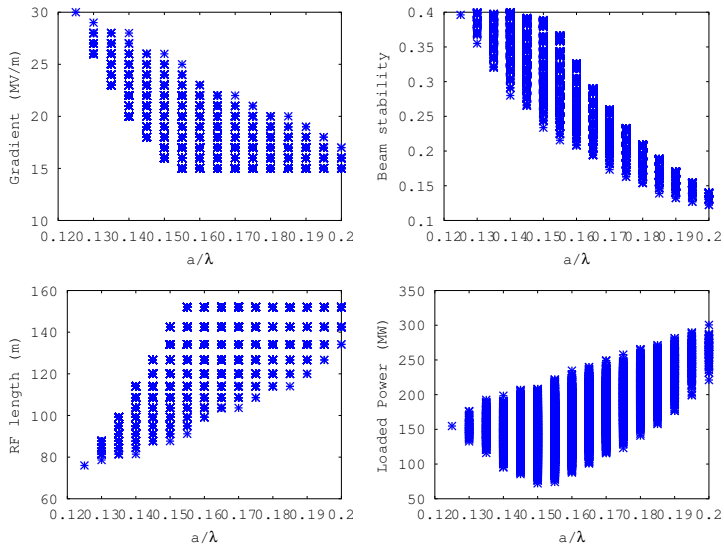 Gradient (MV/m)
30
25
20
15
10
0.12 0.13 0.14 0.15 0.16 0.17 0.18 0.19 0.2
a/λ
Beam stability
0.4
0.35
0.3
0.25
0.2
0.15
0.1
0.12 0.13 0.14 0.15 0.16 0.17 0.18 0.19 0.2
a/λ
RF length (m)
160
140
120
100
80
60
0.12 0.13 0.14 0.15 0.16 0.17 0.18 0.19 0.2
a/λ
Loaded Power (MW)
350
300
250
200
150
100
50
0.12 0.13 0.14 0.15 0.16 0.17 0.18 0.19 0.2
a/λ